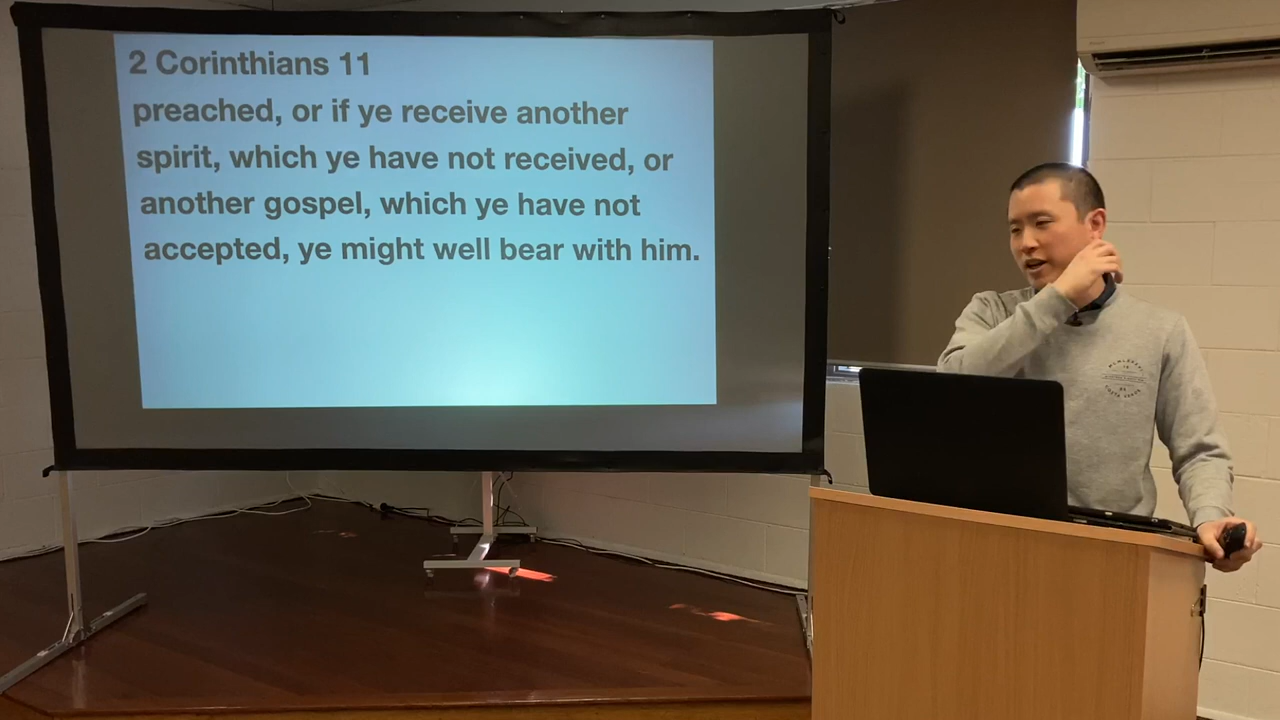 2 Corinthians 11
preached, or if ye receive another
spirit, which ye have not received, or
another gospel, which ye have not
accepted, ye might well bear with him.